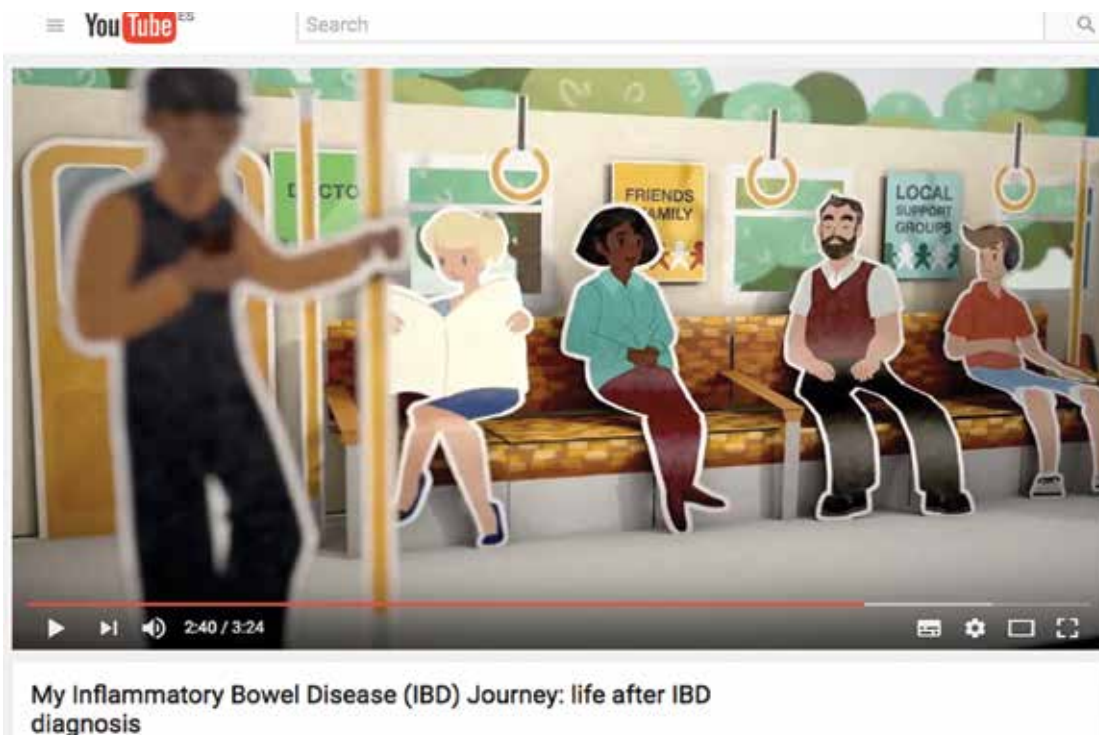 YouTube ES
Search
DOCTO
FRIENDS
FAMILY
LOCAL
SUPPORT
GROUPS
2:40 / 3:24
My Inflammatory Bowel Disease (IBD) Journey: life after IBD
diagnosis